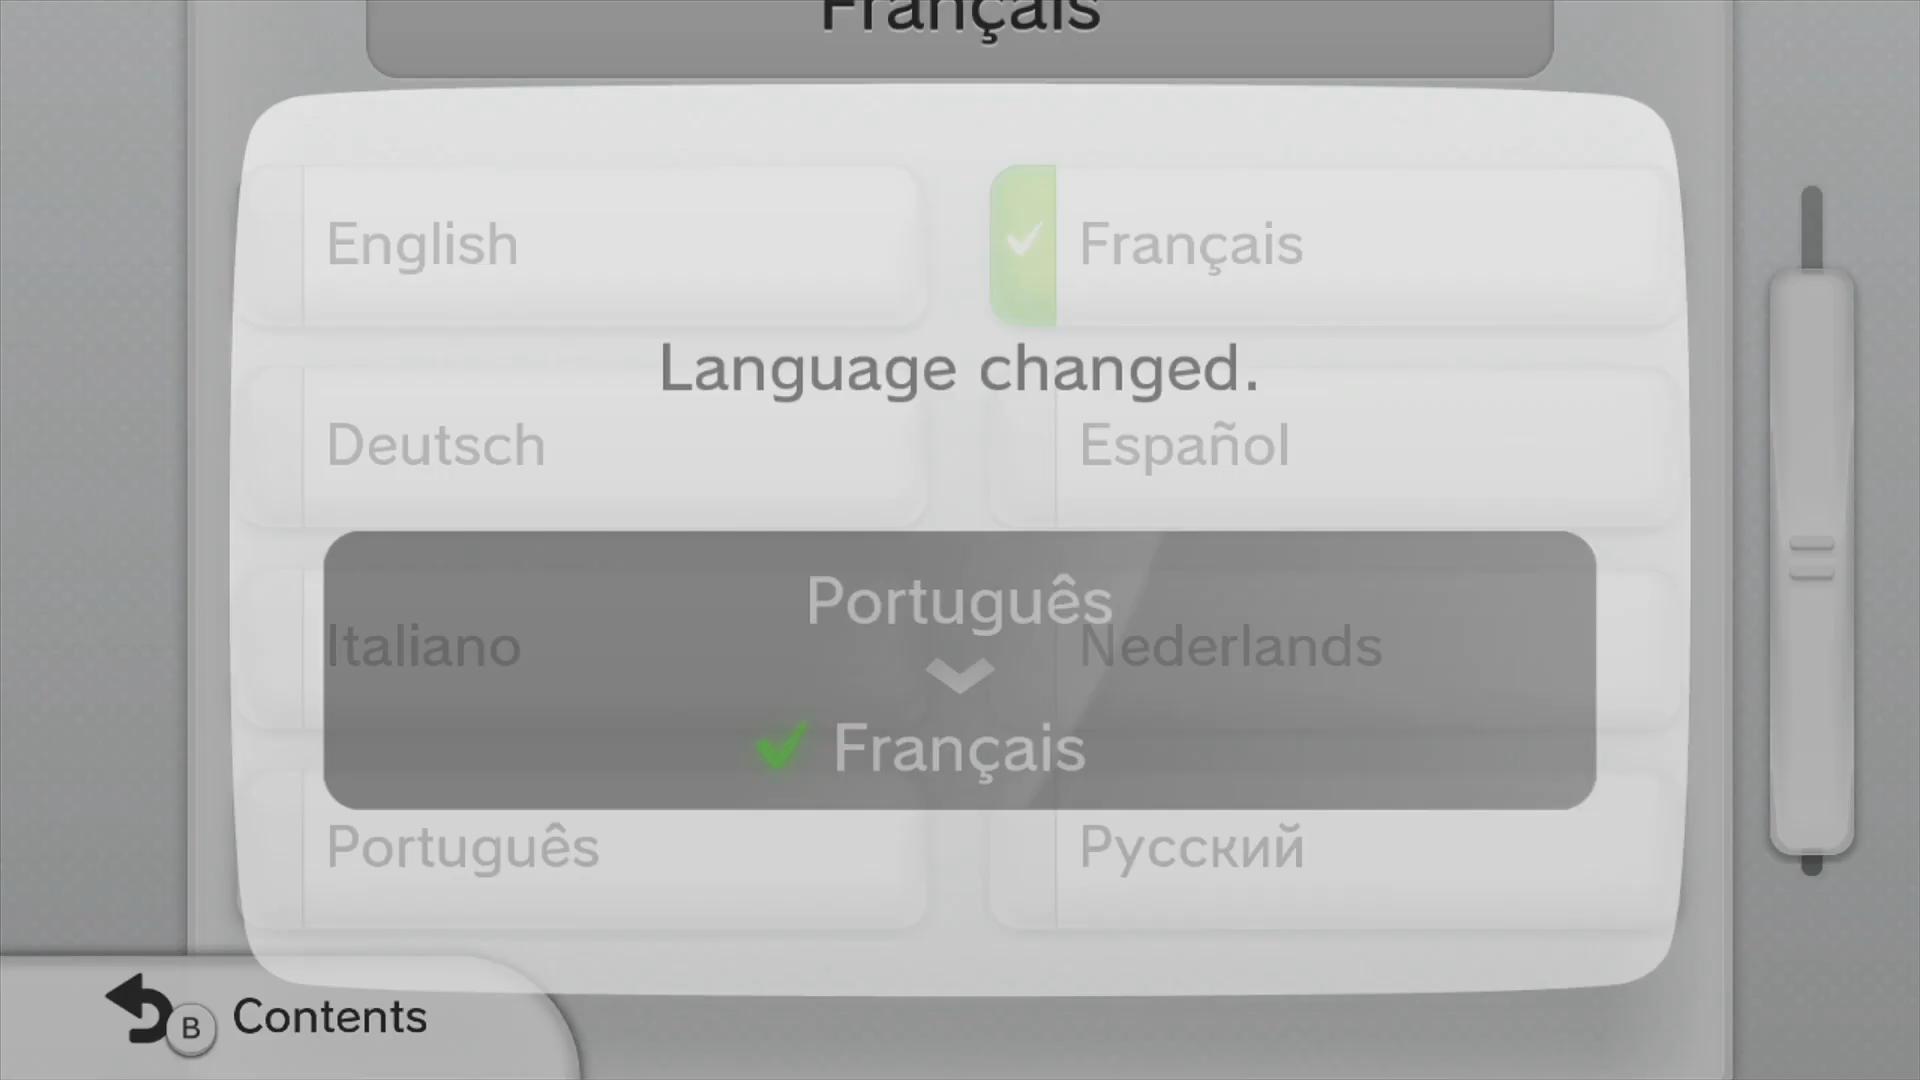 Français
English
Français
Language changed.
Deutsch
Español
Português
Italiano
Nederlands
Français
Português
Русский
B Contents